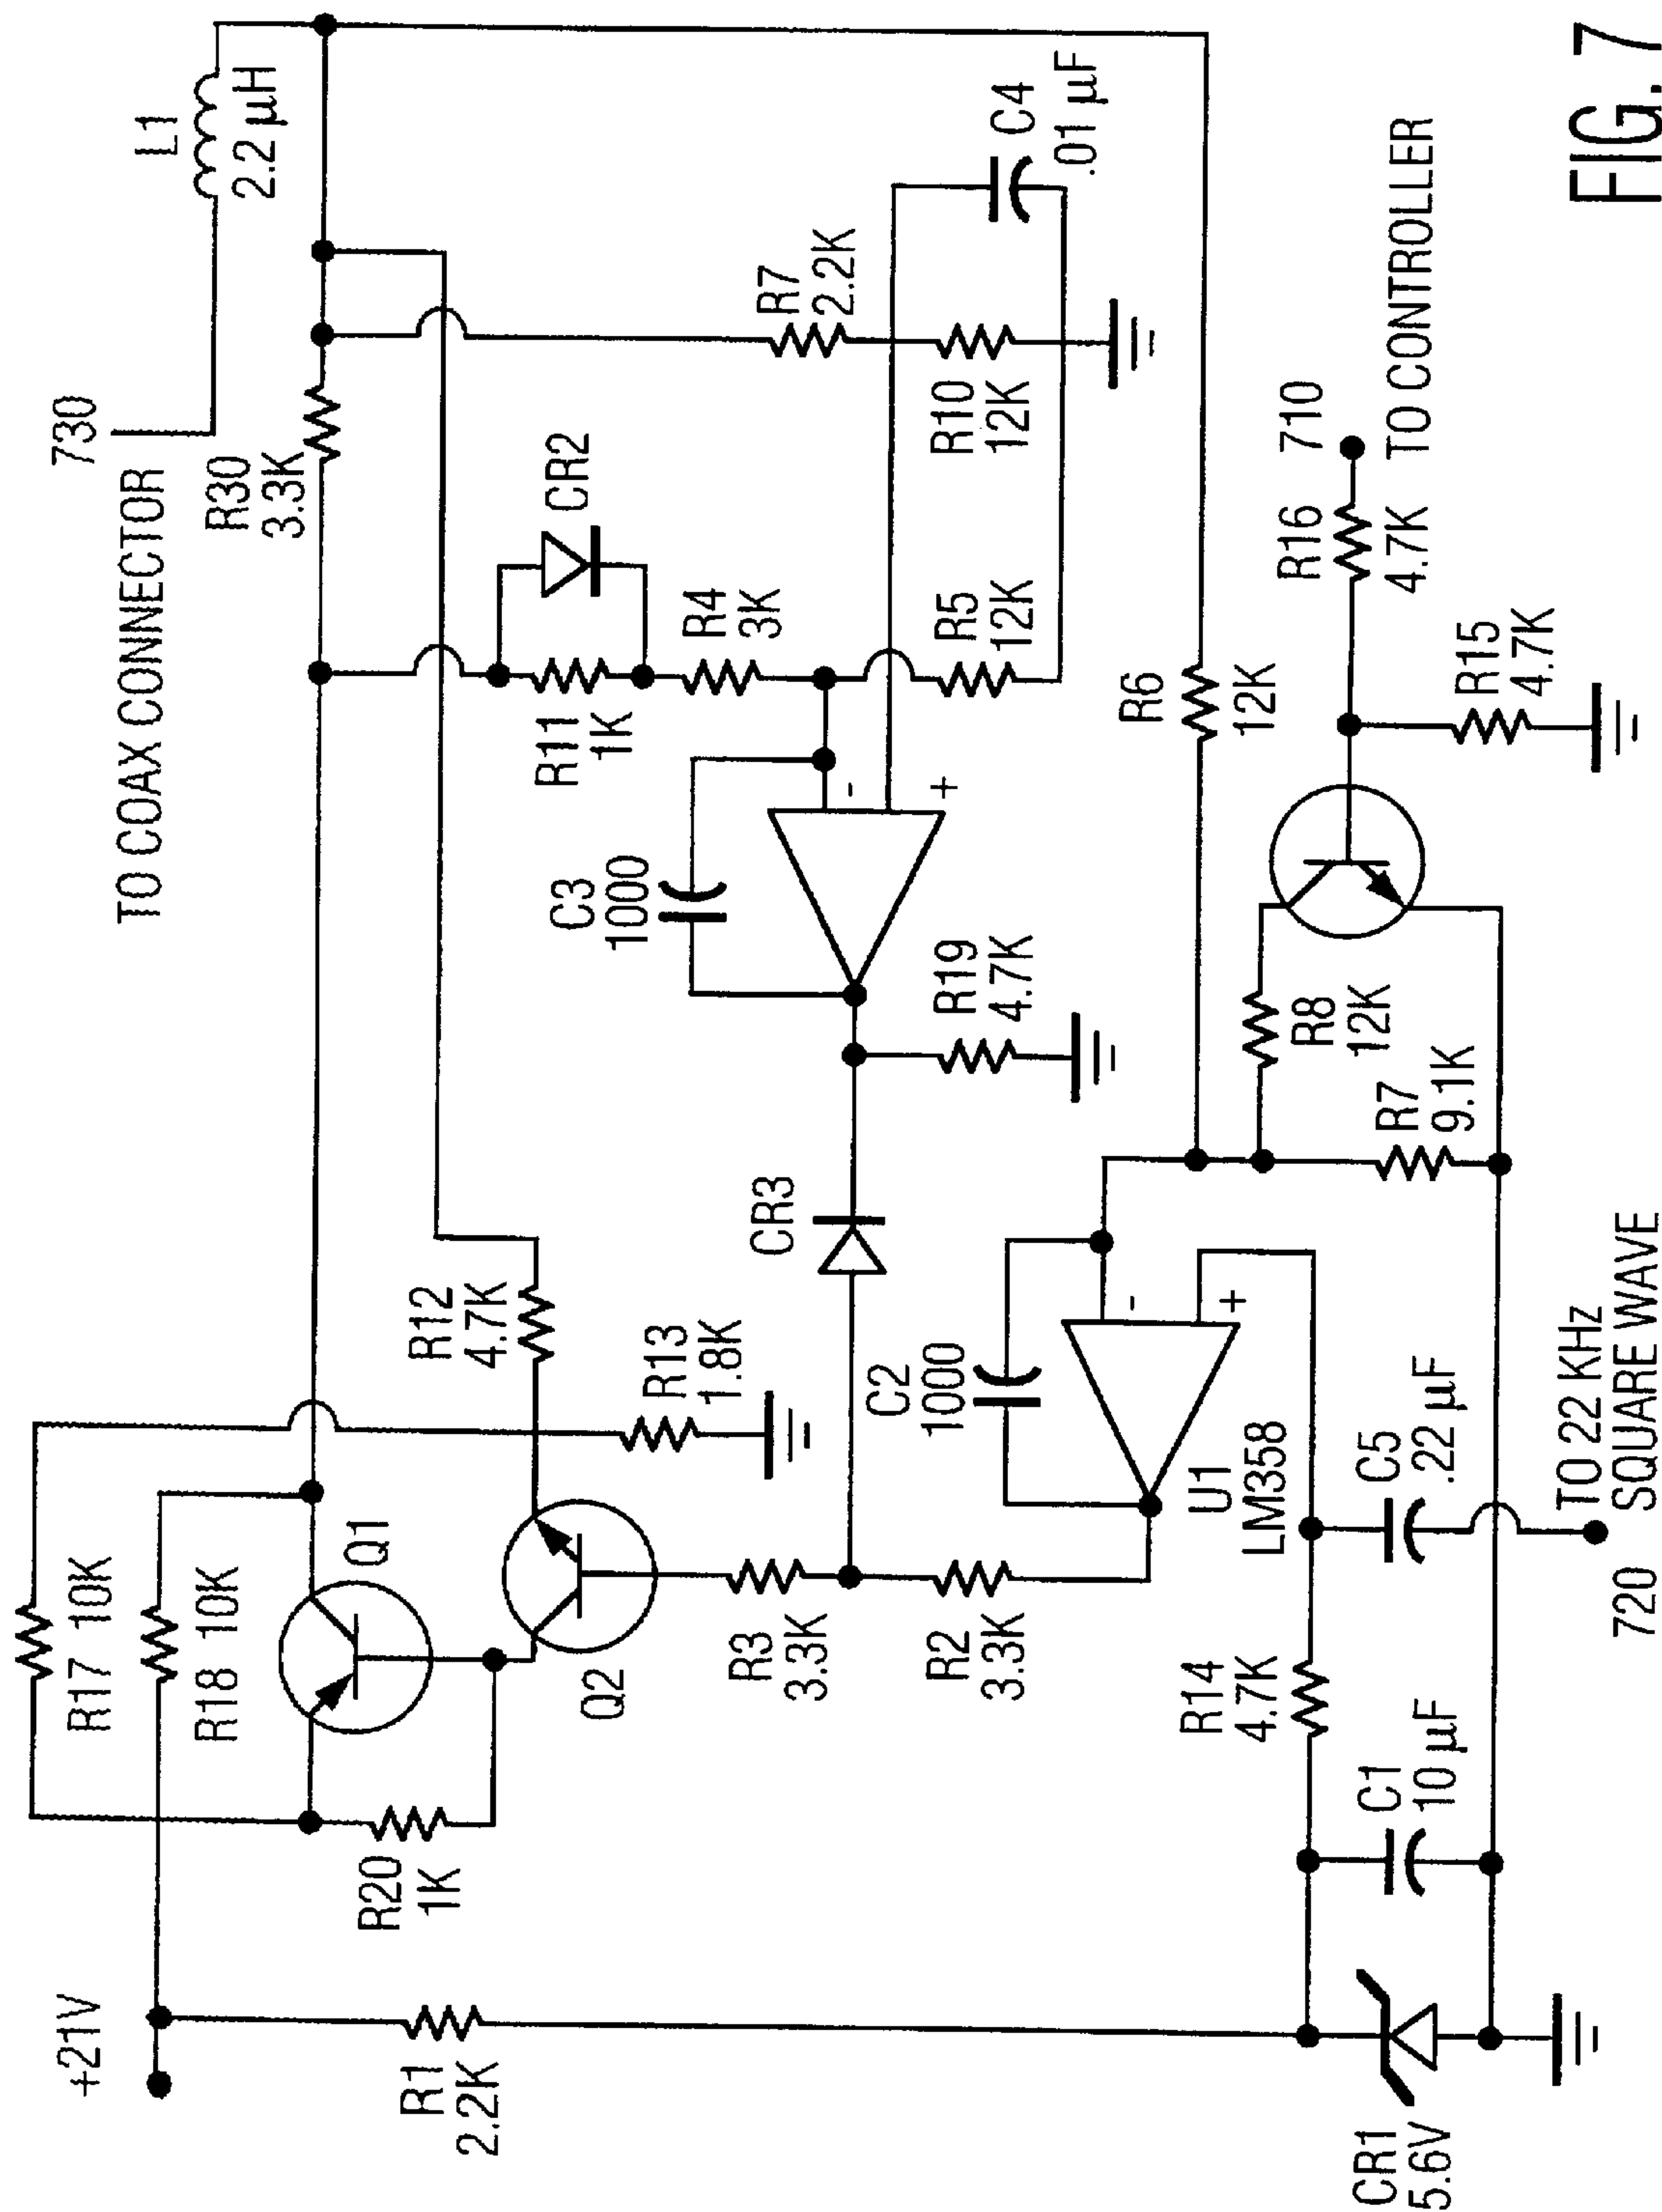 730
TO COAX CONNECTOR
L1
2.2 μH
R30
3.3K
CR2
R11
1K
R4
3K
R7
2.2K
R10
12K
R5
12K
C4
.01 μF
C3
1000
-
+
R19
4.7K
CR3
R12
4.7K
R13
1.8K
R17 10K
R18 10K
Q1
Q2
R20
1K
+21V
R1
2.2K
R3
3.3K
R2
3.3K
C2
1000
-
+
U1
LM358
R6
12K
R8
12K
R7
9.1K
R16
4.7K
710
TO CONTROLLER
R15
4.7K
R14
4.7K
C5
.22 μF
C1
10 μF
CR1
5.6V
720
TO 22 KHz
SQUARE WAVE
FIG. 7